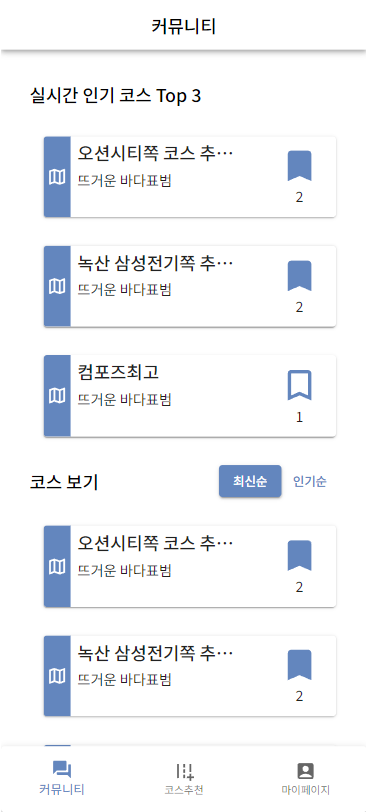 커뮤니티
실시간 인기 코스 Top 3
오션시티쪽 코스 추…
뜨거운 바다표범
2
녹산 삼성전기쪽 추…
뜨거운 바다표범
2
컴포즈최고
뜨거운 바다표범
1
코스 보기
최신순 인기순
오션시티쪽 코스 추…
뜨거운 바다표범
2
녹산 삼성전기쪽 추…
뜨거운 바다표범
2
커뮤니티 코스추천 마이페이지